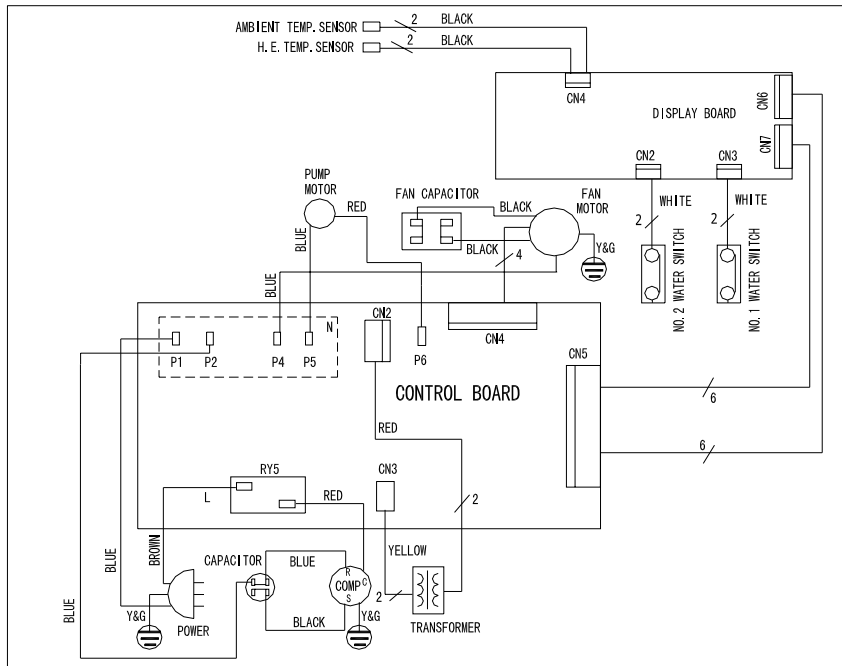 AMBIENT TEMP. SENSOR
2
BLACK
H.E. TEMP. SENSOR
2
BLACK
CN4
CN6
DISPLAY BOARD
CN7
CN2
CN3
PUMP
MOTOR
RED
FAN CAPACITOR
BLACK
FAN
MOTOR
WHITE
WHITE
2
2
BLUE
BLACK
4
Y&G
BLUE
NO.2 WATER SWITCH
NO.1 WATER SWITCH
N
CN2
CN4
P1
P2
P4
P5
P6
CN5
CONTROL BOARD
6
RED
6
RY5
CN3
L
RED
2
BLUE
BROWN
YELLOW
CAPACITOR
BLUE
R
COMP
C
S
2
BLUE
Y&G
POWER
BLACK
Y&G
TRANSFORMER